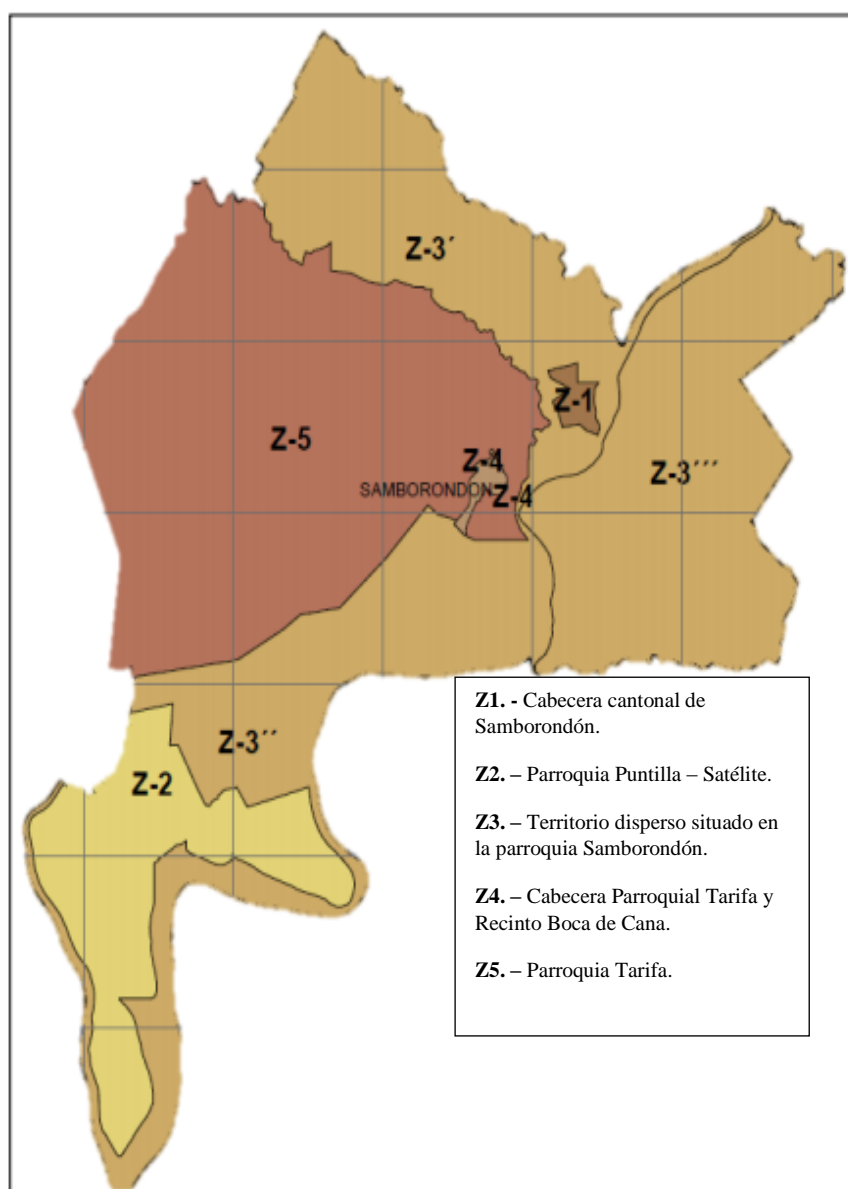 Z-3´
Z-1
Z-5
Z-4
Z-3´´´
SAMBORONDON
Z-4
Z-3´´
Z-2
Z1. - Cabecera cantonal de
Samborondón.
Z2. – Parroquia Puntilla – Satélite.
Z3. – Territorio disperso situado en
la parroquia Samborondón.
Z4. – Cabecera Parroquial Tarifa y
Recinto Boca de Cana.
Z5. – Parroquia Tarifa.